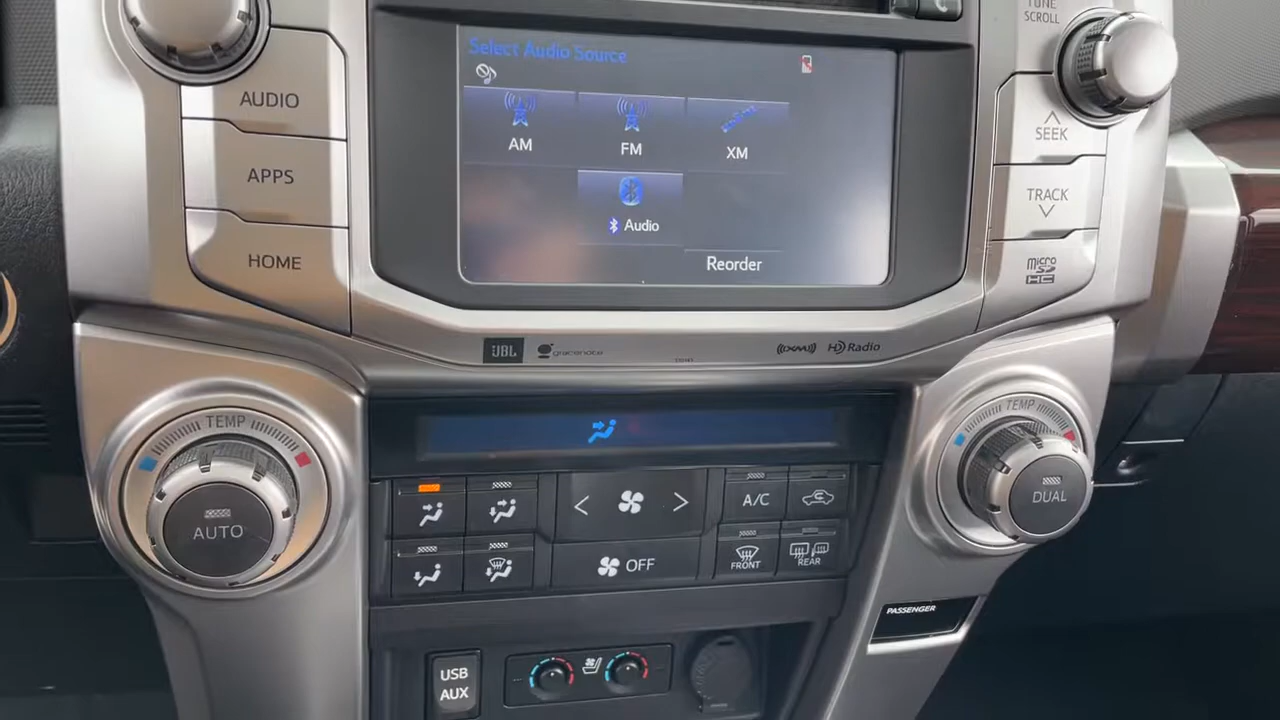 TUNE
SCROLL
Select Audio Source
AUDIO
AM
FM
XM
SEEK
APPS
TRACK
Audio
HOME
Reorder
micro
SD
HC
JBL
gracenote
XM
HD Radio
TEMP
TEMP
AUTO
A/C
DUAL
OFF
FRONT
REAR
PASSENGER
USB
AUX